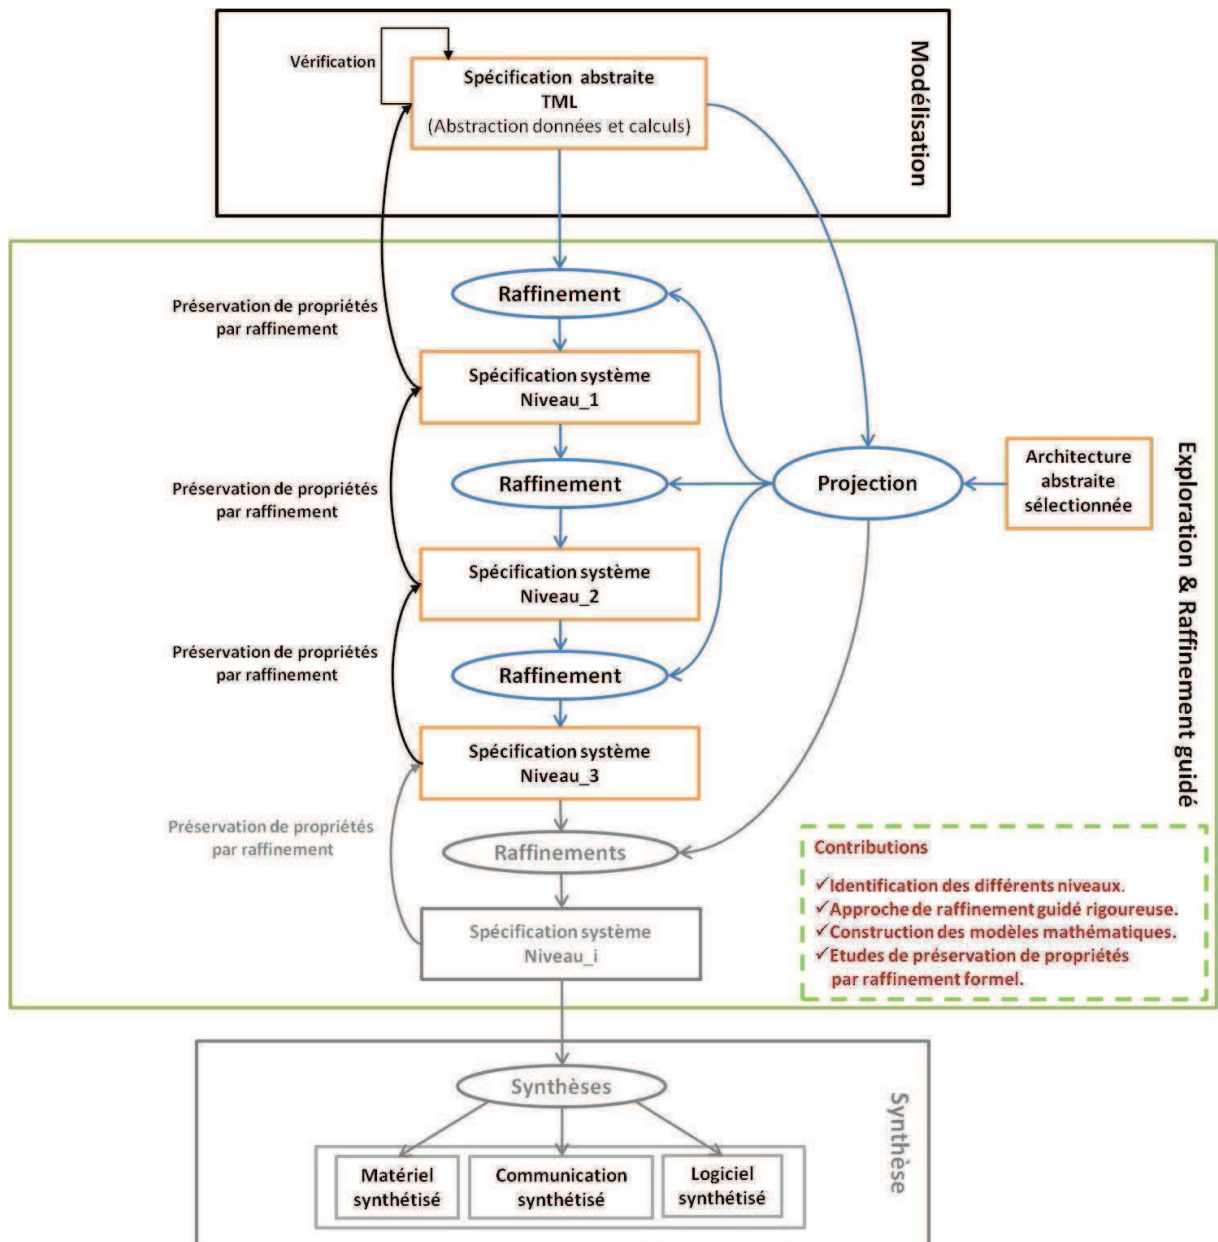 Vérification
Spécification abstraite
TML
(Abstraction données et calculs)
Modélisation
Raffinement
Préservation de propriétés
par raffinement
Spécification système
Niveau_1
Raffinement
Projection
Architecture
abstraite
sélectionnée
Préservation de propriétés
par raffinement
Spécification système
Niveau_2
Exploration & Raffinement guidé
Raffinement
Préservation de propriétés
par raffinement
Spécification système
Niveau_3
Préservation de propriétés
par raffinement
Raffinements
Contributions
✓Identification des différents niveaux.
✓Approche de raffinement guidé rigoureuse.
✓Construction des modèles mathématiques.
✓Etudes de préservation de propriétés
par raffinement formel.
Spécification système
Niveau_i
Synthèses
Synthèse
Matériel
synthétisé
Communication
synthétisé
Logiciel
synthétisé